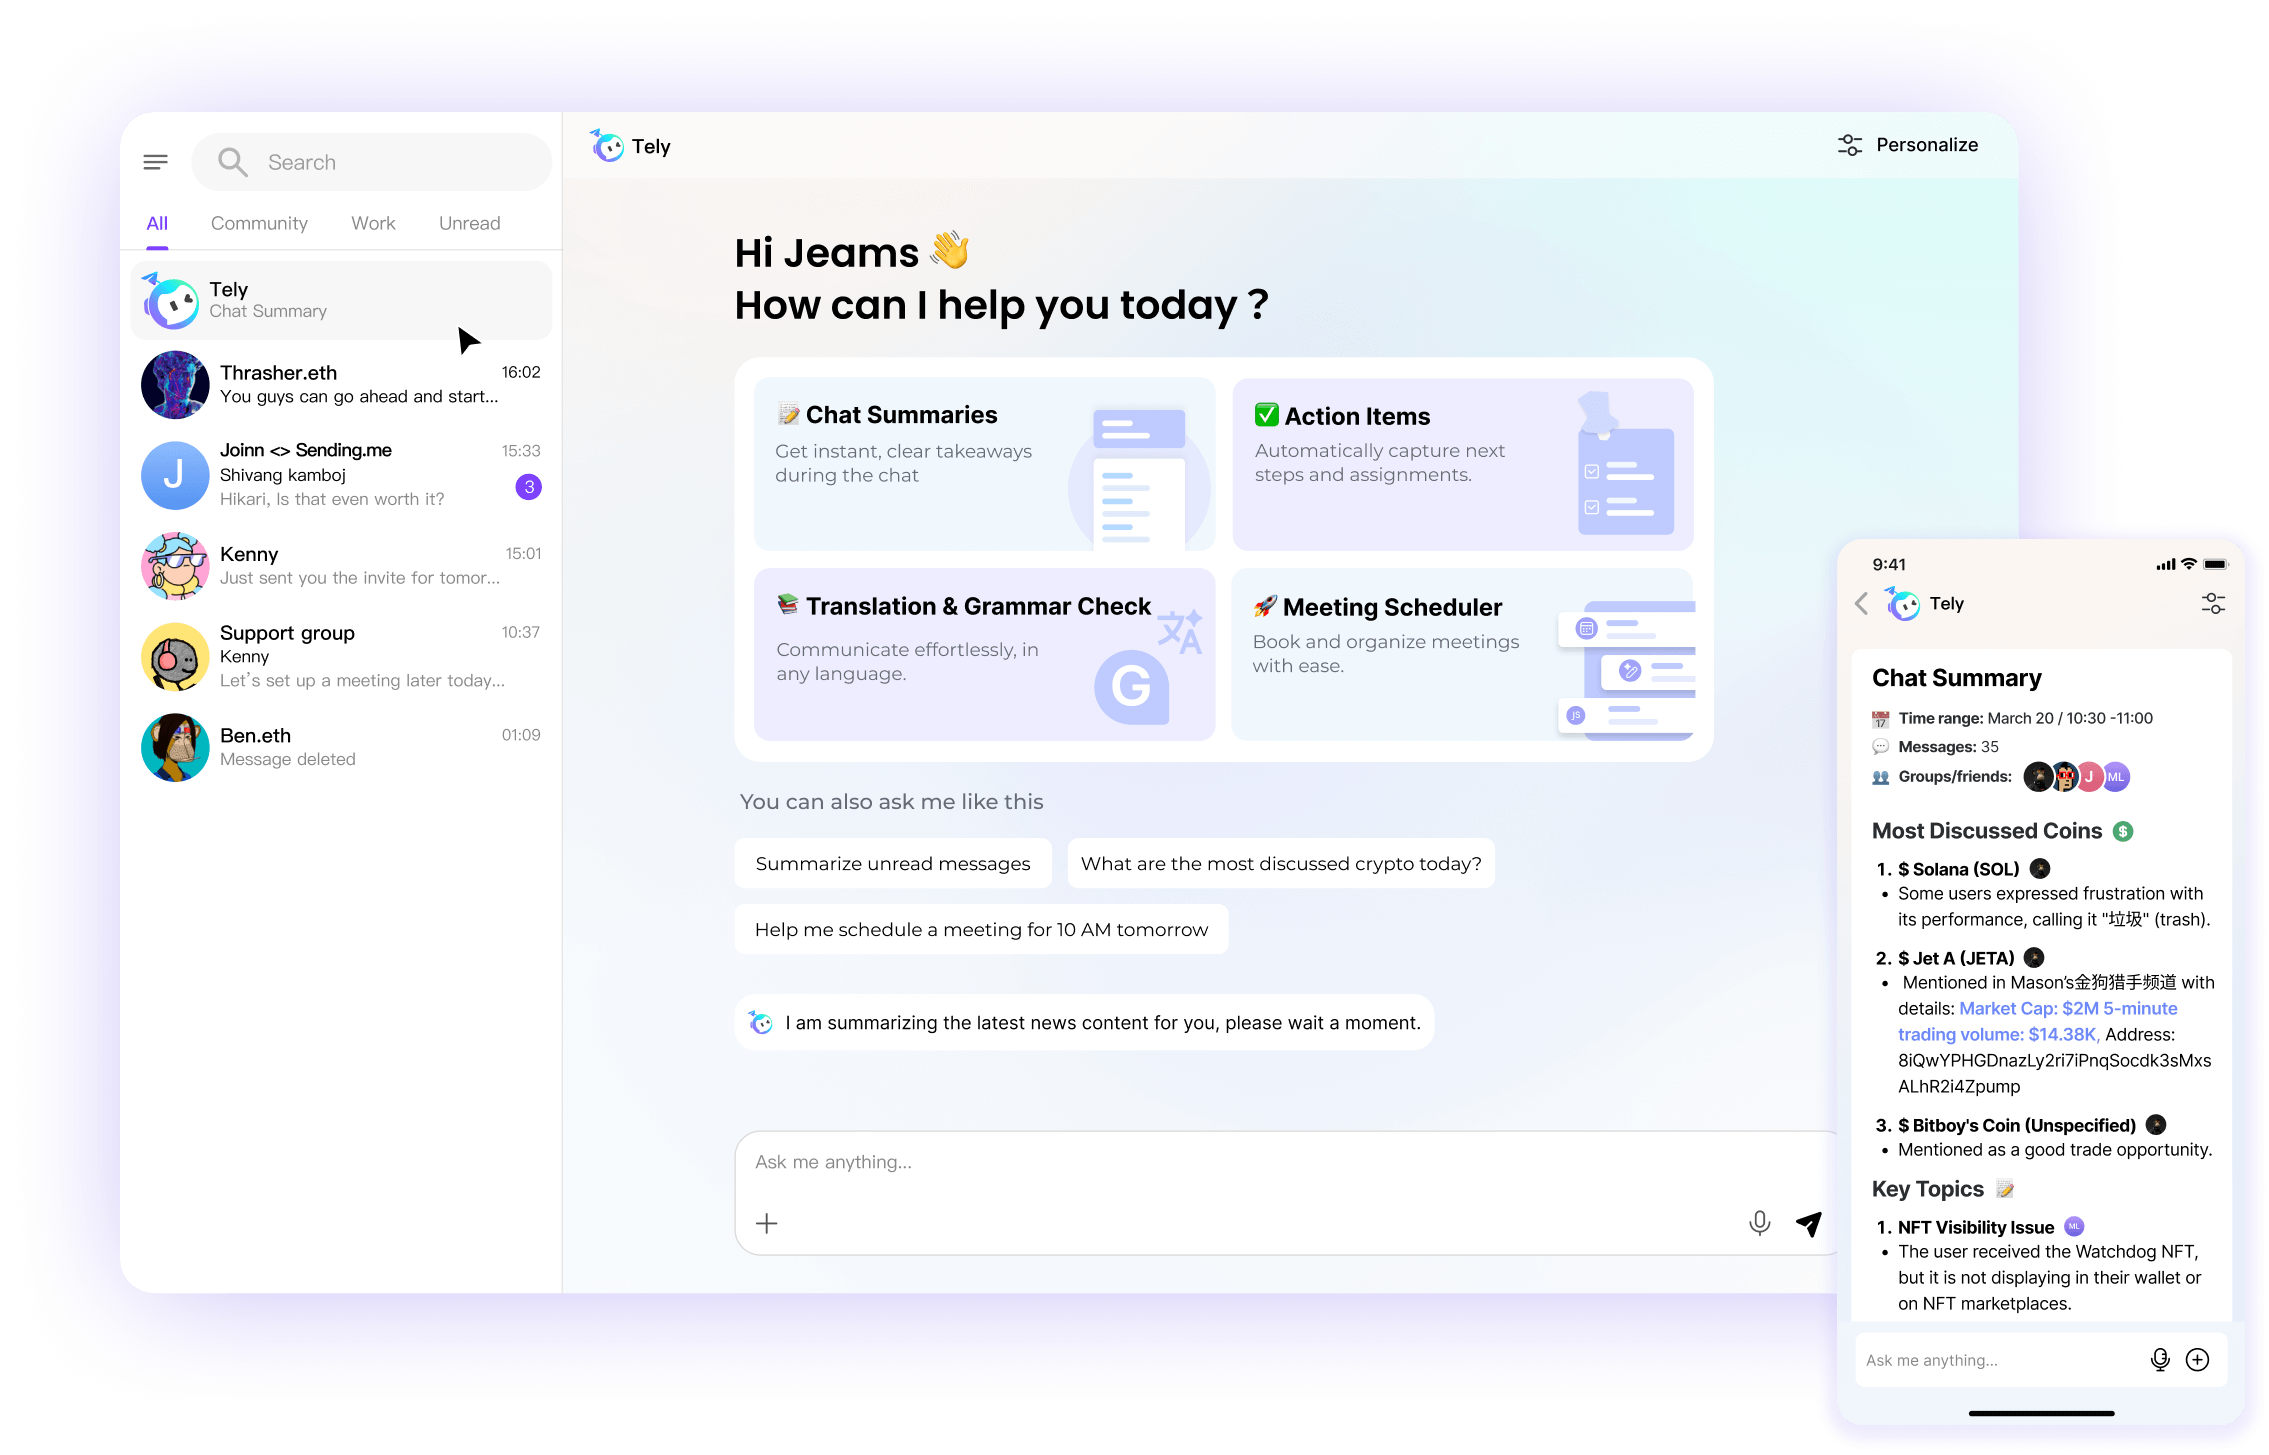 Search
All
Community
Work
Unread
Tely
Chat Summary
Thrasher.eth
16:02
You guys can go ahead and start...
J
Joinn <> Sending.me
15:33
Shivang kamboj
3
Hikari, Is that even worth it?
Kenny
15:01
Just sent you the invite for tomor...
Support group
10:37
Kenny
Let's set up a meeting later today...
Ben.eth
01:09
Message deleted
Tely
Personalize
Hi Jeams 👋
How can I help you today ?
📝 Chat Summaries
Get instant, clear takeaways
during the chat
✅ Action Items
Automatically capture next
steps and assignments.
📚 Translation & Grammar Check
Communicate effortlessly, in
any language.
文A
G
🚀 Meeting Scheduler
Book and organize meetings
with ease.
JS
You can also ask me like this
Summarize unread messages
What are the most discussed crypto today?
Help me schedule a meeting for 10 AM tomorrow
I am summarizing the latest news content for you, please wait a moment.
Ask me anything...
9:41
Tely
Chat Summary
📅 Time range: March 20 / 10:30 -11:00
💬 Messages: 35
👥 Groups/friends:
J
ML
Most Discussed Coins
1. $ Solana (SOL)
• Some users expressed frustration with
its performance, calling it "垃圾" (trash).
2. $ Jet A (JETA)
• Mentioned in Mason's金狗猎手频道 with
details: Market Cap: $2M 5-minute
trading volume: $14.38K, Address:
8iQwYPHGDnazLy2ri7iPnqSocdk3sMxs
ALhR2i4Zpump
3. $ Bitboy's Coin (Unspecified)
• Mentioned as a good trade opportunity.
Key Topics 📝
1. NFT Visibility Issue
ML
• The user received the Watchdog NFT,
but it is not displaying in their wallet or
on NFT marketplaces.
Ask me anything...